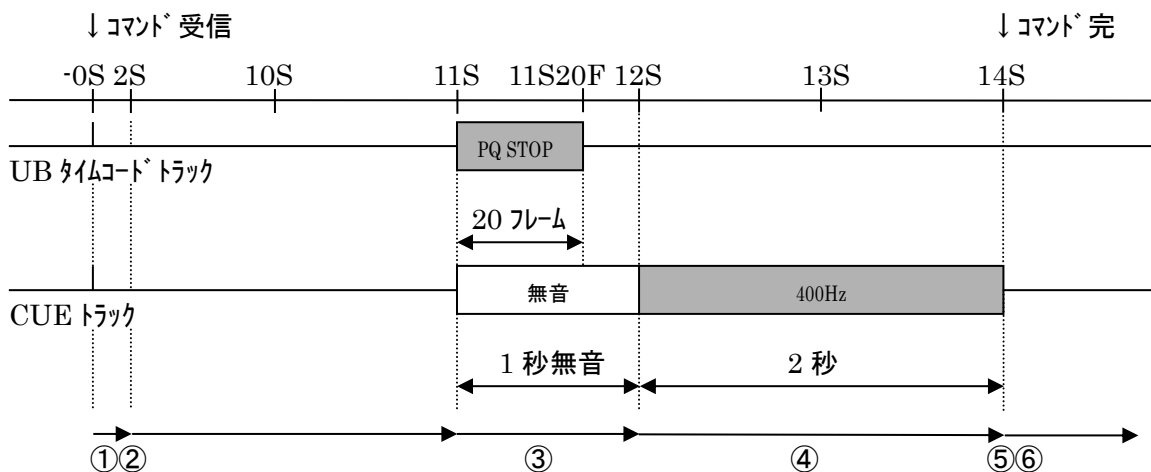 ↓ｺﾏﾝﾄﾞ受信 ↓ｺﾏﾝﾄﾞ完
-0S 2S 10S 11S 11S20F 12S 13S 14S
PQ STOP
UB ﾀｲﾑｺｰﾄﾞﾄﾗｯｸ
20 ﾌﾚｰﾑ
無音 400Hz
CUE ﾄﾗｯｸ
1 秒無音 2 秒
①② ③ ④ ⑤⑥